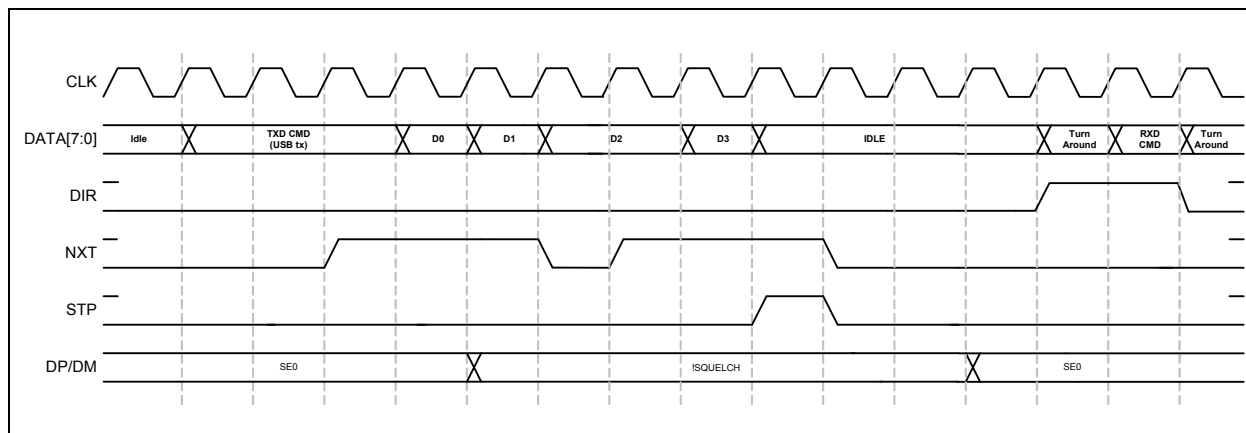 CLK
DATA[7:0]
Idle
TXD CMD
(USB tx)
D0
D1
D2
D3
IDLE
Turn
Around
RXD
CMD
Turn
Around
DIR
NXT
STP
DP/DM
SE0
!SQUELCH
SE0